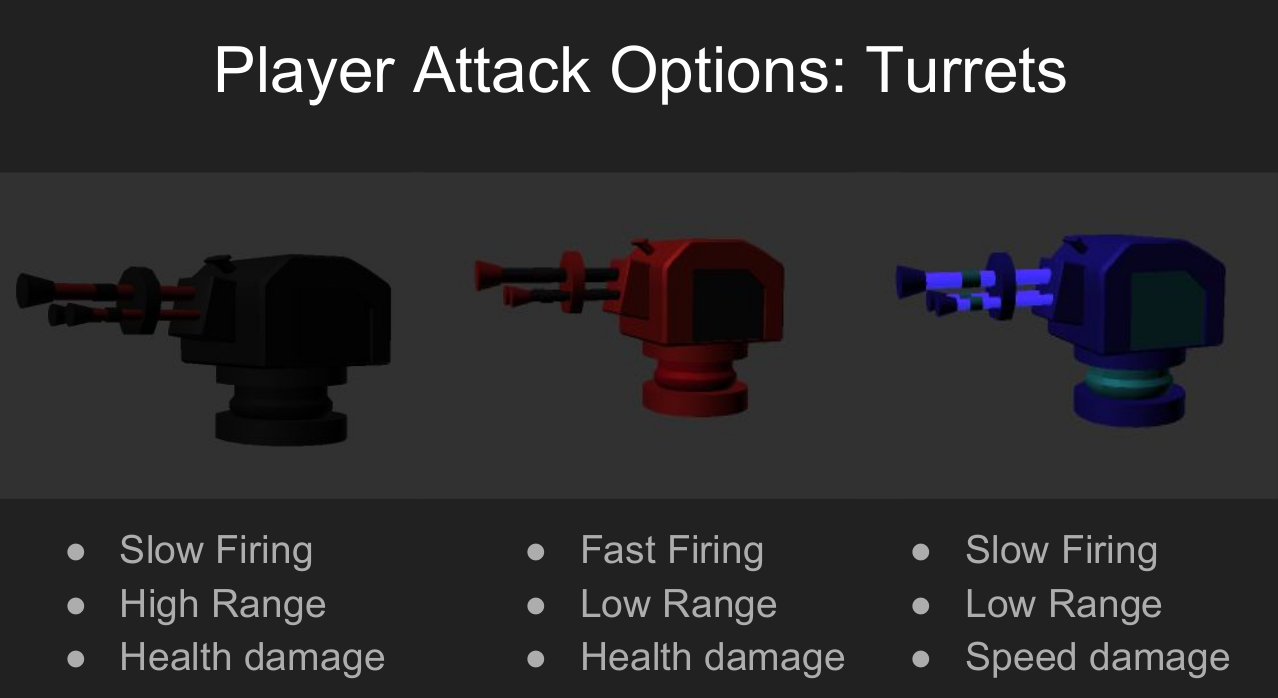 Player Attack Options: Turrets
● Slow Firing
● High Range
● Health damage
● Fast Firing
● Low Range
● Health damage
● Slow Firing
● Low Range
● Speed damage